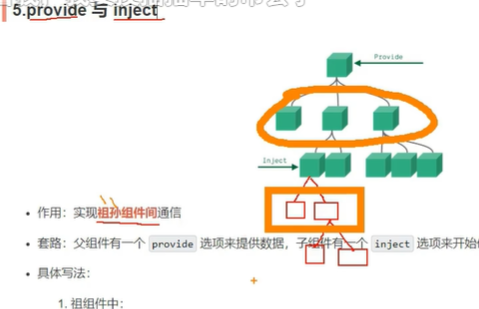 5.provide 与 inject
Provide
Inject
作用：实现祖孙组件间通信
套路：父组件有一个 provide 选项来提供数据，子组件有一个 inject 选项来开始
具体写法：
1. 祖组件中：